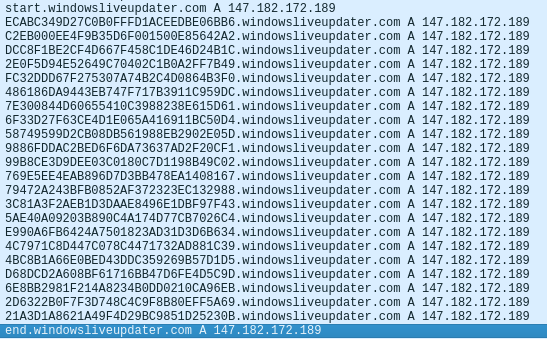 start.windowsliveupdater.com A 147.182.172.189
ECABC349D27C0B0FFFD1ACEEDBE06BB6.windowsliveupdater.com A 147.182.172.189
C2EB000EE4F9B35D6F001500E85642A2.windowsliveupdater.com A 147.182.172.189
DCC8F1BE2CF4D667F458C1DE46D24B1C.windowsliveupdater.com A 147.182.172.189
2E0F5D94E52649C70402C1B0A2FF7B49.windowsliveupdater.com A 147.182.172.189
FC32DDD67F275307A74B2C4D0864B3F0.windowsliveupdater.com A 147.182.172.189
486186DA9443EB747F717B3911C959DC.windowsliveupdater.com A 147.182.172.189
7E300844D60655410C3988238E615D61.windowsliveupdater.com A 147.182.172.189
6F33D27F63CE4D1E065A416911BC50D4.windowsliveupdater.com A 147.182.172.189
58749599D2CB08DB561988EB2902E05D.windowsliveupdater.com A 147.182.172.189
9886FDDAC2BED6F6DA73637AD2F20CF1.windowsliveupdater.com A 147.182.172.189
99B8CE3D9DEE03C0180C7D1198B49C02.windowsliveupdater.com A 147.182.172.189
769E5EE4EAB896D7D3BB478EA1408167.windowsliveupdater.com A 147.182.172.189
79472A243BFB0852AF372323EC132988.windowsliveupdater.com A 147.182.172.189
3C81A3F2AEB1D3DAAE8496E1DBF97F43.windowsliveupdater.com A 147.182.172.189
5AE40A09203B890C4A174D77CB7026C4.windowsliveupdater.com A 147.182.172.189
E990A6FB6424A7501823AD31D3D6B634.windowsliveupdater.com A 147.182.172.189
4C7971C8D447C078C4471732AD881C39.windowsliveupdater.com A 147.182.172.189
4BC8B1A66E0BED43DDC359269B57D1D5.windowsliveupdater.com A 147.182.172.189
D68DCD2A608BF61716BB47D6FE4D5C9D.windowsliveupdater.com A 147.182.172.189
6E8BB2981F214A8234B0DD0210CA96EB.windowsliveupdater.com A 147.182.172.189
2D6322B0F7F3D748C4C9F8B80EFF5A69.windowsliveupdater.com A 147.182.172.189
21A3D1A8621A49F4D29BC9851D25230B.windowsliveupdater.com A 147.182.172.189
end.windowsliveupdater.com A 147.182.172.189